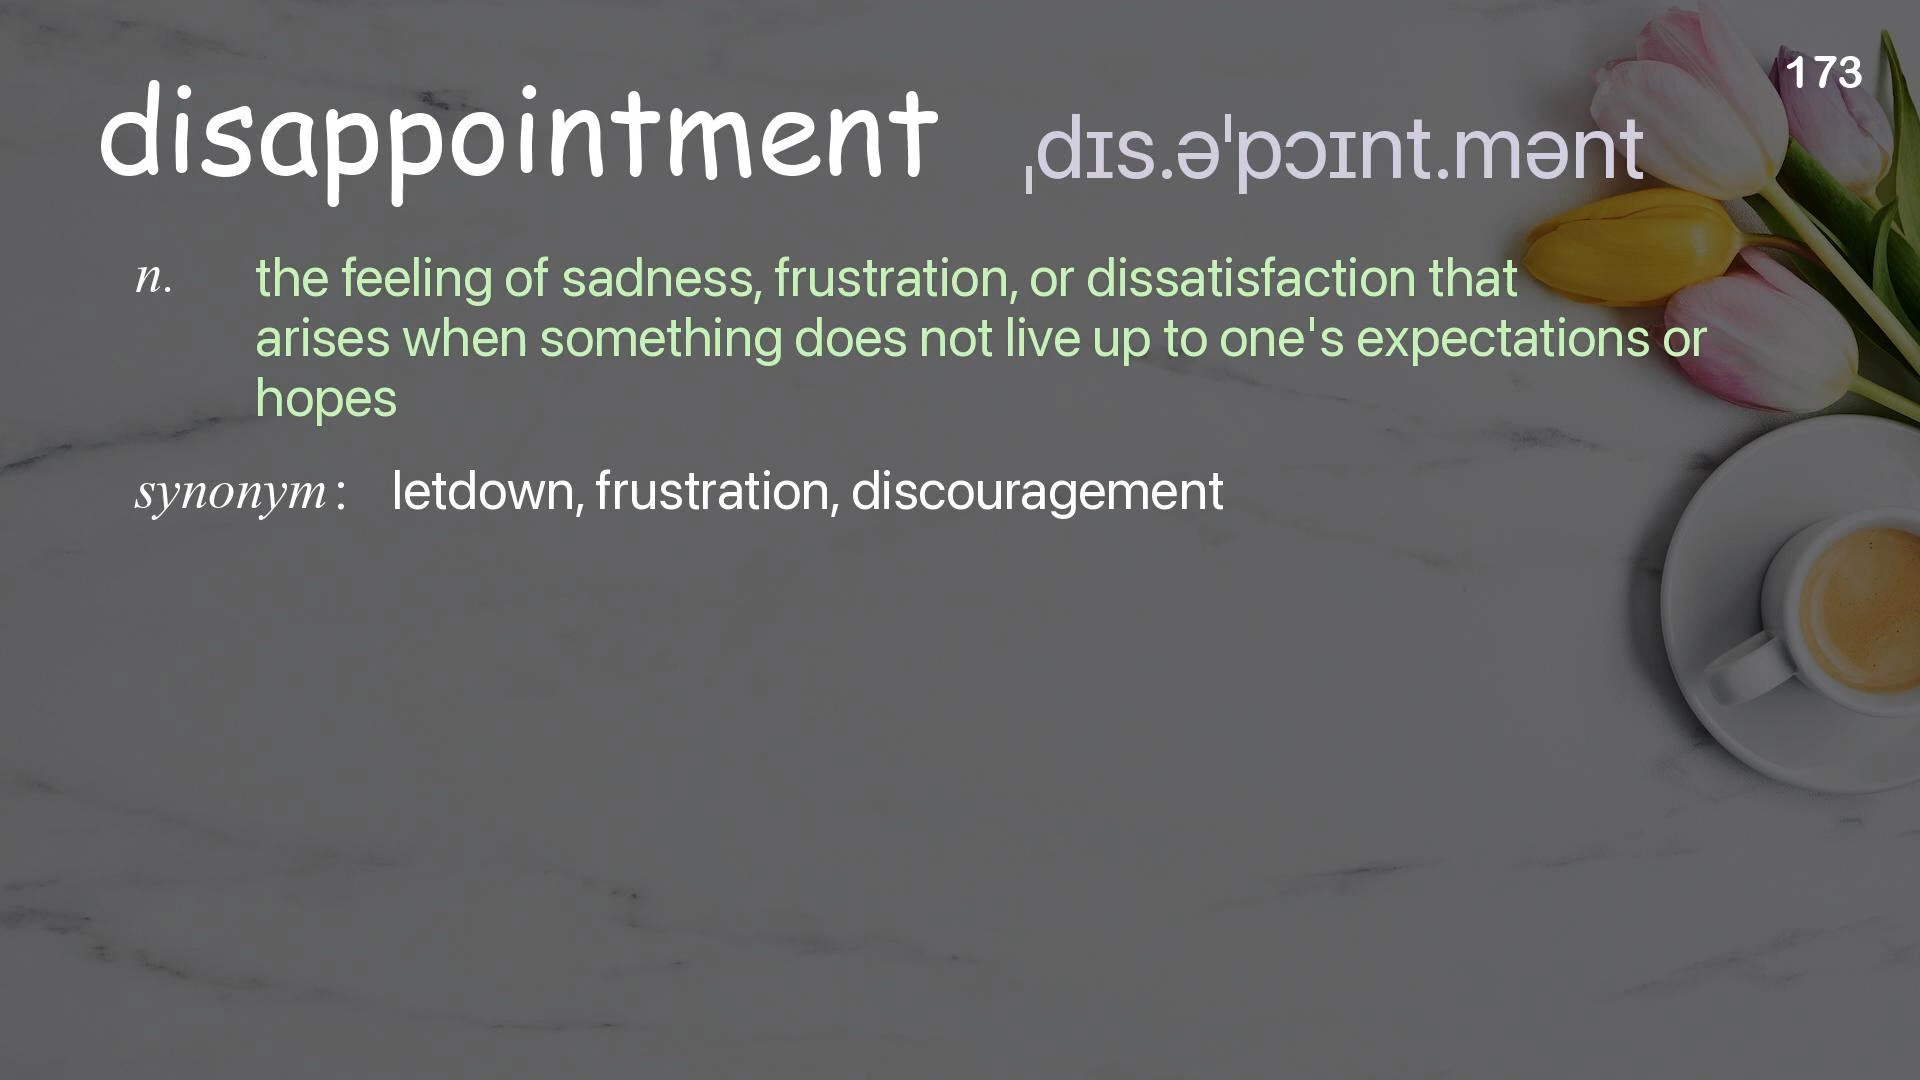 173
disappointment ˌdɪs.əˈpɔɪnt.mənt
n. the feeling of sadness, frustration, or dissatisfaction that
arises when something does not live up to one's expectations or
hopes
synonym : letdown, frustration, discouragement